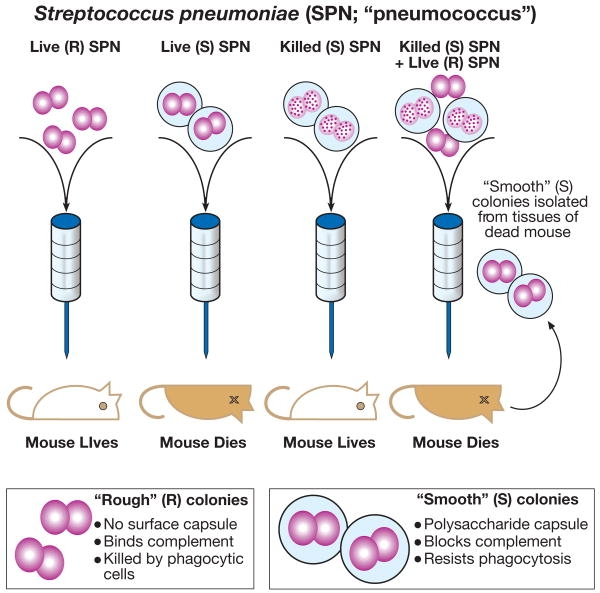 Streptococcus pneumoniae (SPN; “pneumococcus”)
Live (R) SPN
Live (S) SPN
Killed (S) SPN
Killed (S) SPN
+ LIve (R) SPN
“Smooth” (S)
colonies isolated
from tissues of
dead mouse
Mouse LIves
Mouse Dies
Mouse Lives
Mouse Dies
“Rough” (R) colonies
• No surface capsule
• Binds complement
• Killed by phagocytic
cells
“Smooth” (S) colonies
• Polysaccharide capsule
• Blocks complement
• Resists phagocytosis